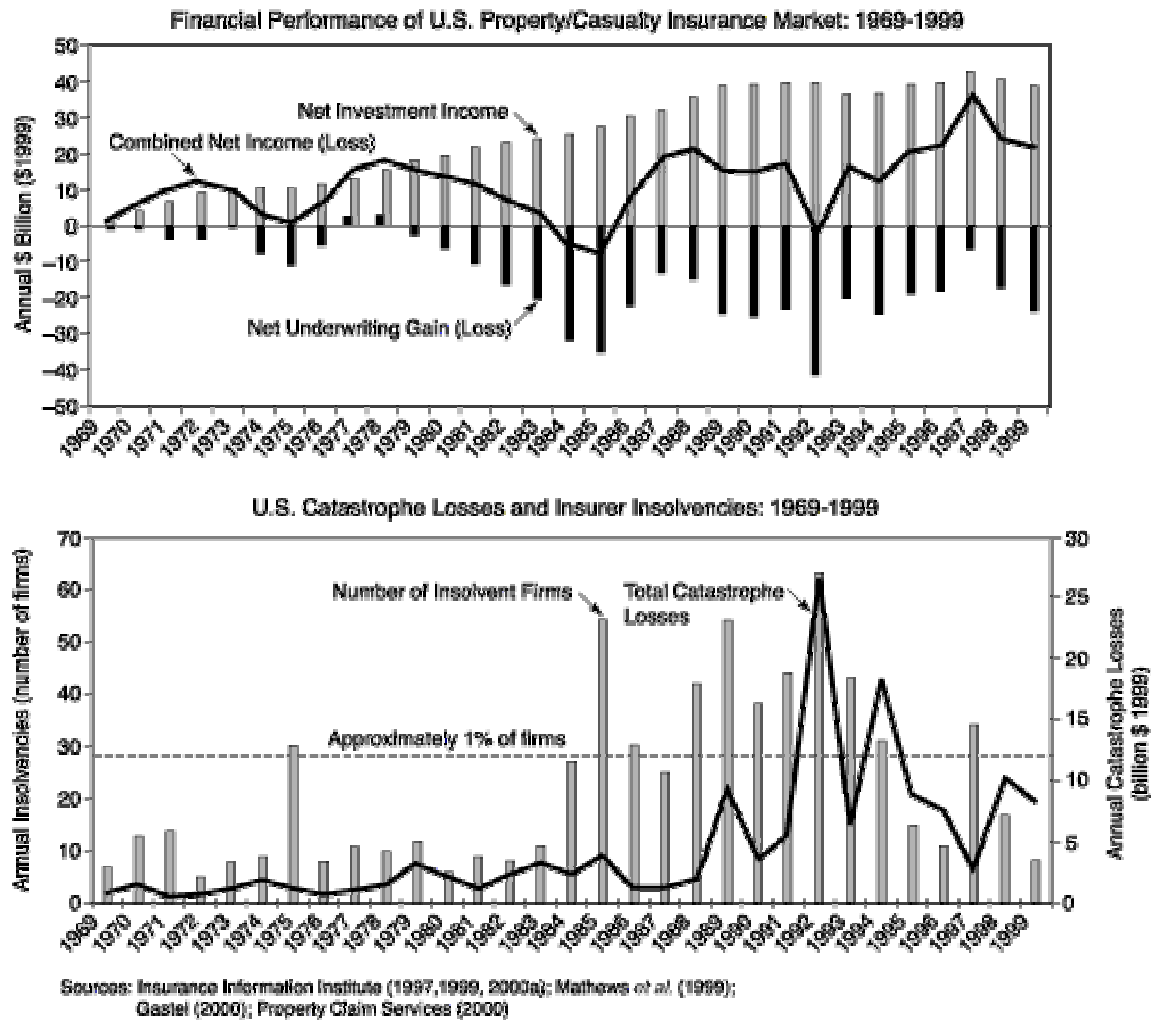 Financial Performance of U.S. Property/Casualty Insurance Market: 1969-1999
50
40
30
20
10
0
–10
–20
–30
–40
–50
Annual $ Billion ($1999)
Net Investment Income
Combined Net Income (Loss)
Net Underwriting Gain (Loss)
1969 1970 1971 1972 1973 1974 1975 1976 1977 1978 1979 1980 1981 1982 1983 1984 1985 1986 1987 1988 1989 1990 1991 1992 1993 1994 1995 1996 1997 1998 1999
U.S. Catastrophe Losses and Insurer Insolvencies: 1969-1999
70
60
50
40
30
20
10
0
Annual Insolvencies (number of firms)
Number of Insolvent Firms
Total Catastrophe
Losses
Approximately 1% of firms
30
25
20
15
10
5
0
Annual Catastrophe Losses
(billion $ 1999)
1969 1970 1971 1972 1973 1974 1975 1976 1977 1978 1979 1980 1981 1982 1983 1984 1985 1986 1987 1988 1989 1990 1991 1992 1993 1994 1995 1996 1997 1998 1999
Sources: Insurance Information Institute (1997,1999, 2000a); Mathews et al. (1999);
Gastel (2000); Property Claim Services (2000)